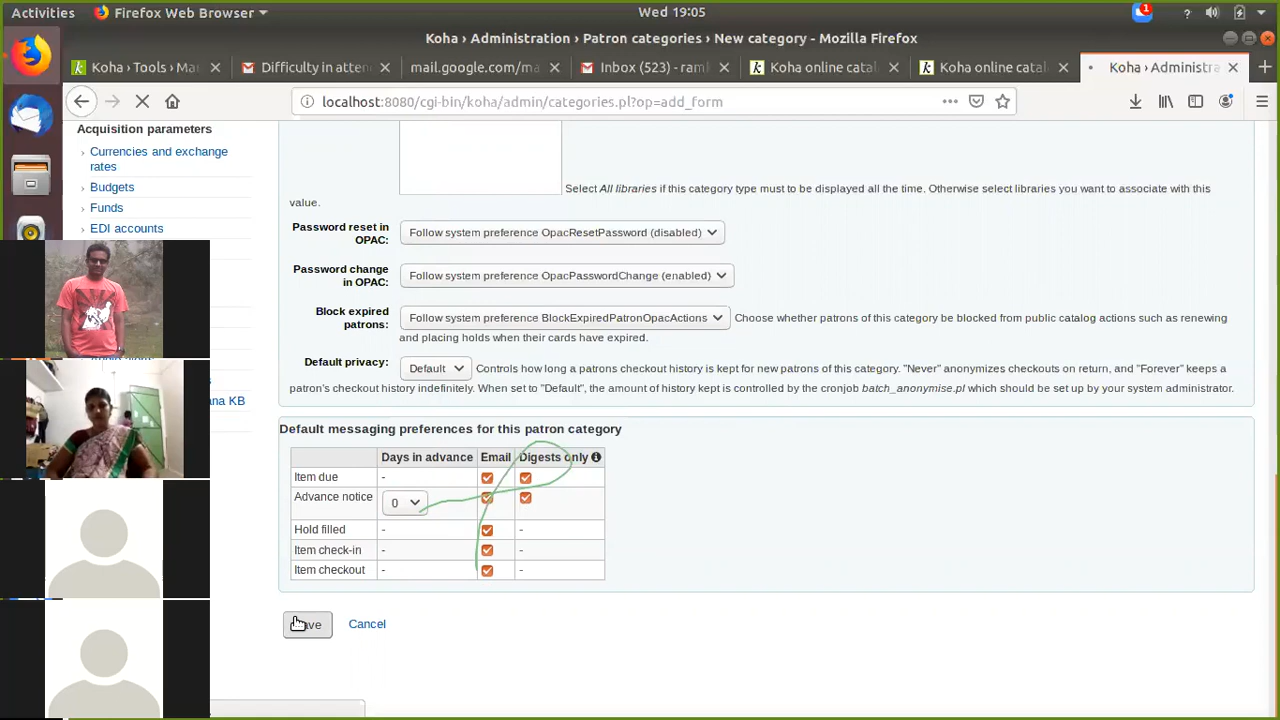 Activities Firefox Web Browser Wed 19:05 1 ?
Koha › Administration › Patron categories › New category - Mozilla Firefox
Koha › Tools › Ma Difficulty in atte mail.google.com/m Inbox (523) - ram Koha online cata Koha online cata Koha › Administra
localhost:8080/cgi-bin/koha/admin/categories.pl?op=add_form
Acquisition parameters
Currencies and exchange
rates
Budgets
Funds
EDI accounts
ana KB
Select All libraries if this category type must to be displayed all the time. Otherwise select libraries you want to associate with this
value.
Password reset in
OPAC:
Follow system preference OpacResetPassword (disabled)
Password change
in OPAC:
Follow system preference OpacPasswordChange (enabled)
Block expired
patrons:
Follow system preference BlockExpiredPatronOpacActions Choose whether patrons of this category be blocked from public catalog actions such as renewing
and placing holds when their cards have expired.
Default privacy: Default Controls how long a patrons checkout history is kept for new patrons of this category. "Never" anonymizes checkouts on return, and "Forever" keeps a
patron's checkout history indefinitely. When set to "Default", the amount of history kept is controlled by the cronjob batch_anonymise.pl which should be set up by your system administrator.
Default messaging preferences for this patron category
Days in advance Email Digests only
Item due -
Advance notice 0
Hold filled - -
Item check-in - -
Item checkout - -
Save Cancel